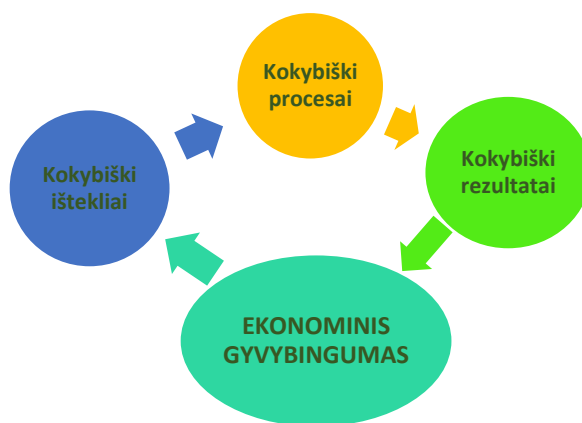 Kokybiški
procesai
Kokybiški
rezultatai
Kokybiški
ištekliai
EKONOMINIS
GYVYBINGUMAS